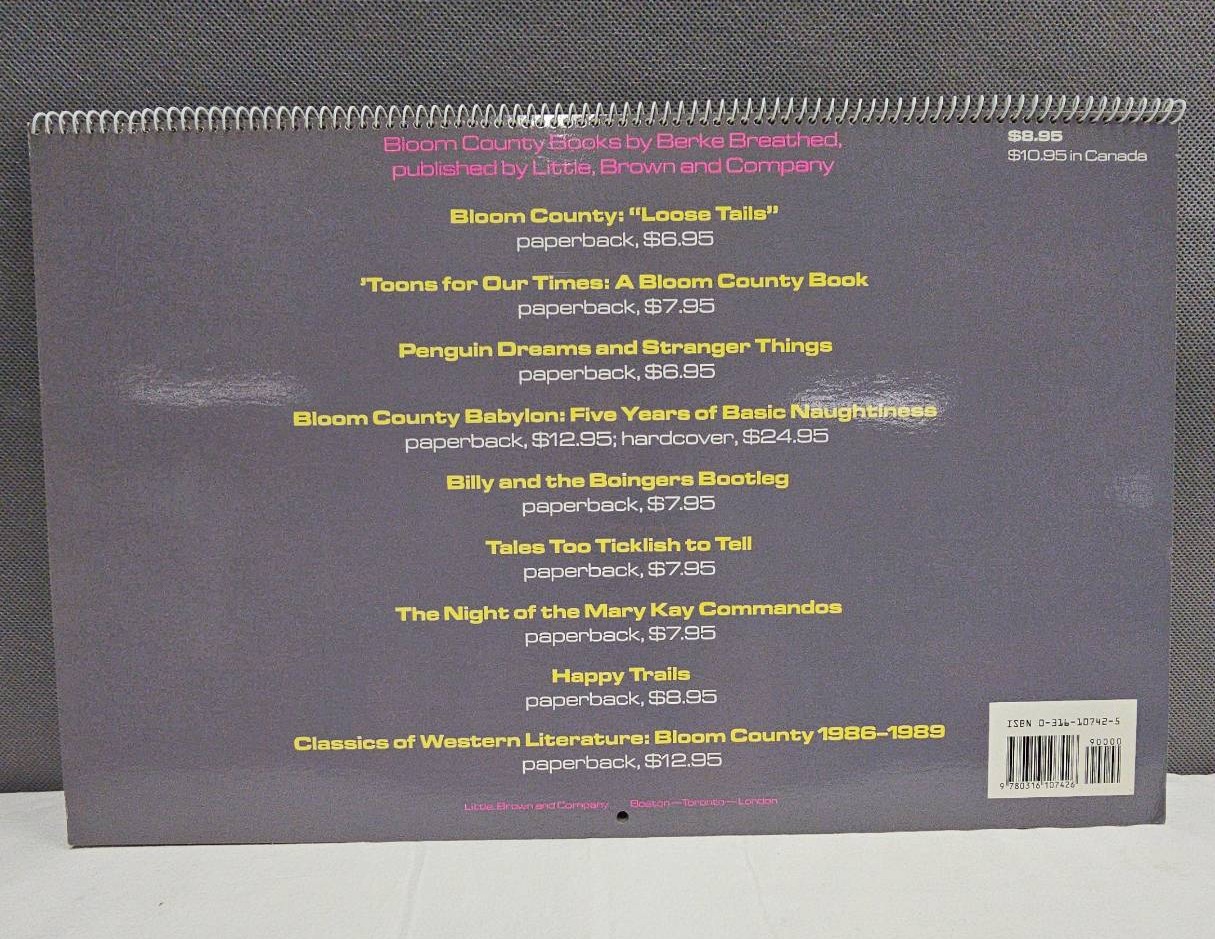 Bloom County Books by Berke Breathed,
published by Little, Brown and Company
$8.95
$10.95 in Canada
Bloom County: “Loose Tails”
paperback, $6.95
’Toons for Our Times: A Bloom County Book
paperback, $7.95
Penguin Dreams and Stranger Things
paperback, $6.95
Bloom County Babylon: Five Years of Basic Naughtiness
paperback, $12.95; hardcover, $24.95
Billy and the Boingers Bootleg
paperback, $7.95
Tales Too Ticklish to Tell
paperback, $7.95
The Night of the Mary Kay Commandos
paperback, $7.95
Happy Trails
paperback, $8.95
Classics of Western Literature: Bloom County 1986–1989
paperback, $12.95
Little, Brown and Company Boston—Toronto—London
ISBN 0-316-10742-5
90000
9 780316 107426